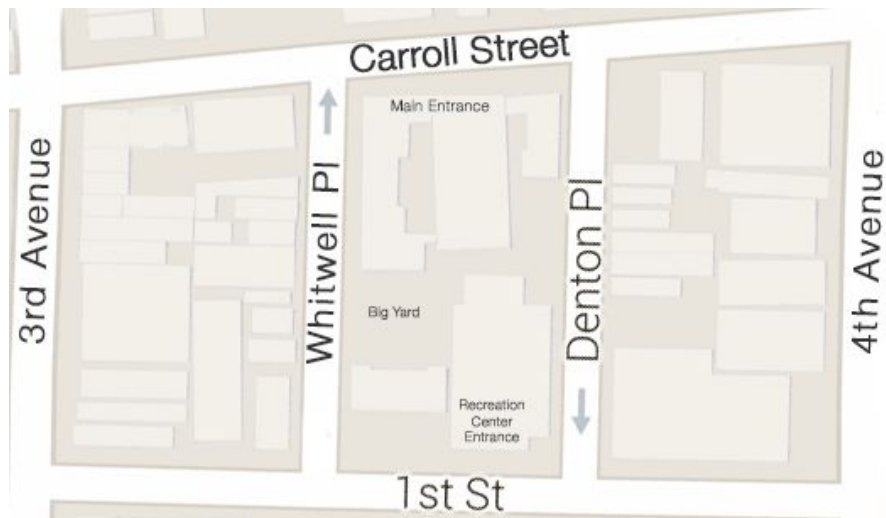 Carroll Street
Main Entrance
3rd Avenue
Whitwell Pl
Denton Pl
4th Avenue
Big Yard
Recreation
Center
Entrance
1st St